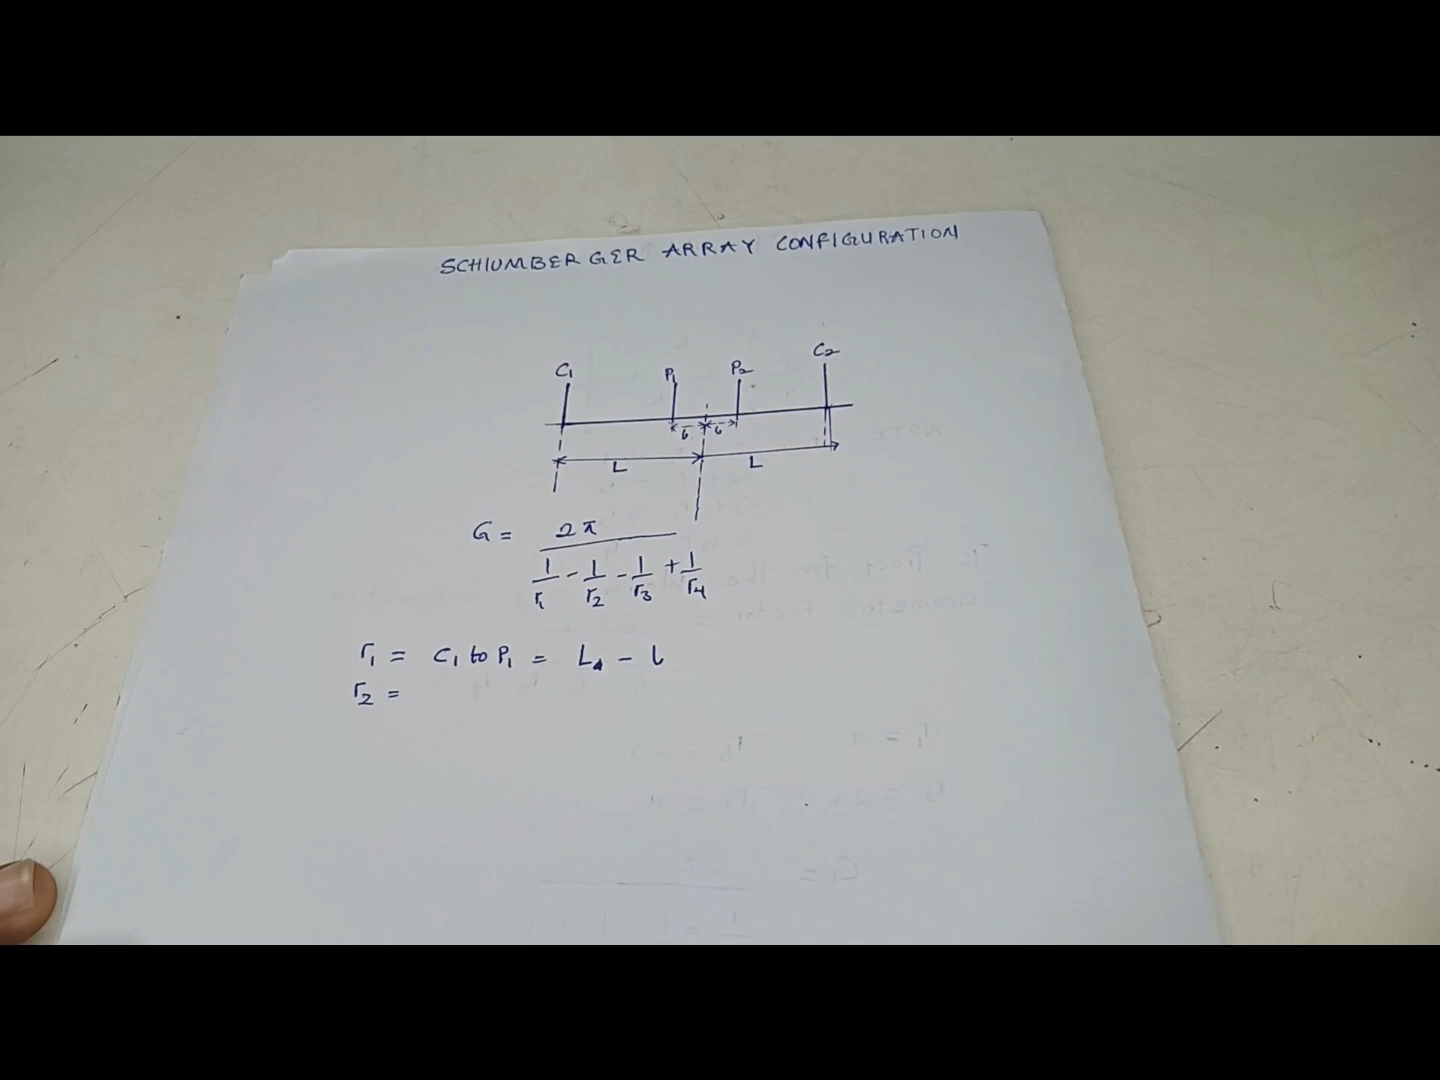 SCHIUMBERGER ARRAY CONFIGURATION
C1 P1 P2 C2
L L
G = 2π
1/r1 - 1/r2 - 1/r3 + 1/r4
r1 = C1 to P1 = L - l
r2 =